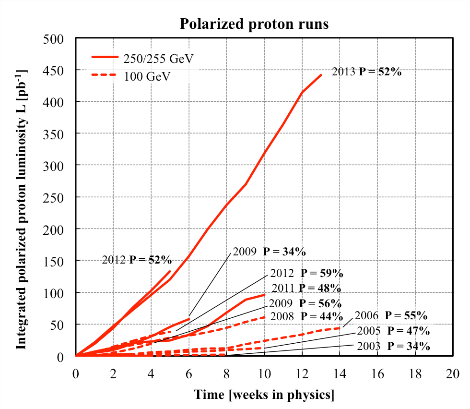 Polarized proton runs
Integrated polarized proton luminosity L [pb⁻¹]
500
450
400
350
300
250
200
150
100
50
0
250/255 GeV
100 GeV
2013 P = 52%
2012 P = 52%
2009 P = 34%
2012 P = 59%
2011 P = 48%
2009 P = 56%
2008 P = 44%
2006 P = 55%
2005 P = 47%
2003 P = 34%
0 2 4 6 8 10 12 14 16 18 20
Time [weeks in physics]